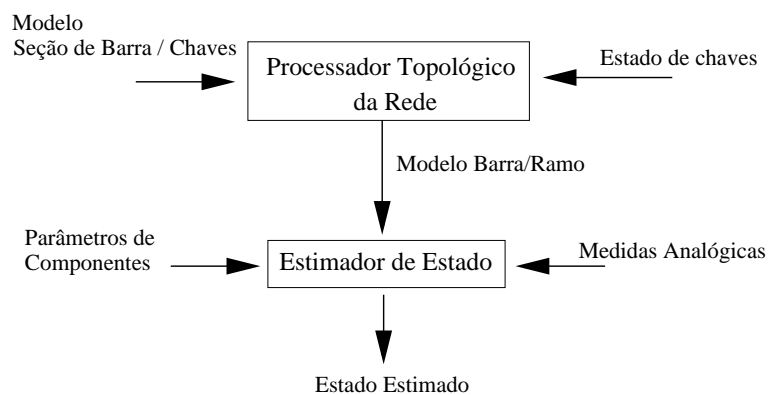 Modelo
Seção de Barra / Chaves
Processador Topológico
da Rede
Estado de chaves
Modelo Barra/Ramo
Parâmetros de
Componentes
Estimador de Estado
Medidas Analógicas
Estado Estimado